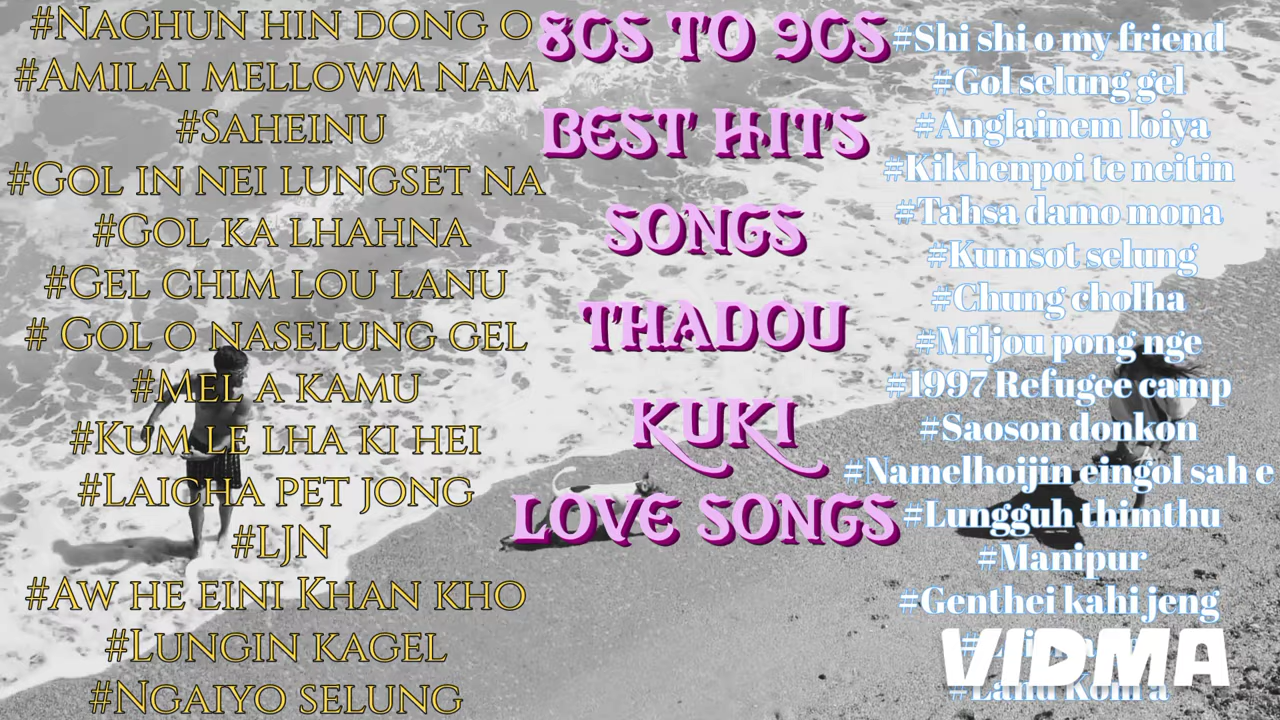 #Nachun hin dong o
#Amilai mellowm nam
#Saheinu
#Gol in nei lungset na
#Gol ka lhahna
#Gel chim lou lanu
# Gol o naselung gel
#Mel a kamu
#Kum le lha ki hei
#Laicha pet jong
#LJN
#Aw he eini Khan kho
#Lungin kagel
#Ngaiyo selung
80s to 90s
Best Hits
Songs
Thadou
Kuki
Love Songs
#Shi shi o my friend
#Gol selung gel
#Anglainem loiya
#Kikhenpoi te neitin
#Tahsa damo mona
#Kumsot selung
#Chung cholha
#Miljou pong nge
#1997 Refugee camp
#Saoson donkon
#Namelhoijin eingol sah e
#Lungguh thimthu
#Manipur
#Genthei kahi jeng
#Lanu
VIDMA